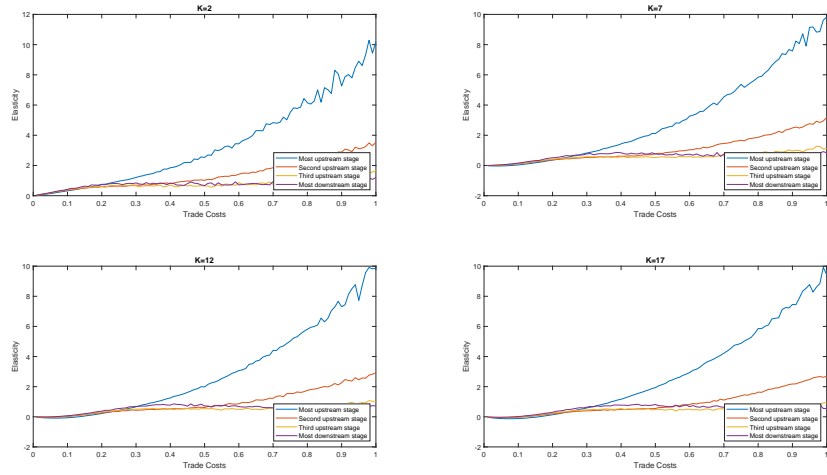 K=2
12
10
8
6
4
2
0
Elasticity
0 0.1 0.2 0.3 0.4 0.5 0.6 0.7 0.8 0.9 1
Trade Costs
Most upstream stage
Second upstream stage
Third upstream stage
Most downstream stage
K=7
10
8
6
4
2
0
-2
Elasticity
0 0.1 0.2 0.3 0.4 0.5 0.6 0.7 0.8 0.9 1
Trade Costs
Most upstream stage
Second upstream stage
Third upstream stage
Most downstream stage
K=12
10
8
6
4
2
0
-2
Elasticity
0 0.1 0.2 0.3 0.4 0.5 0.6 0.7 0.8 0.9 1
Trade Costs
Most upstream stage
Second upstream stage
Third upstream stage
Most downstream stage
K=17
10
8
6
4
2
0
-2
Elasticity
0 0.1 0.2 0.3 0.4 0.5 0.6 0.7 0.8 0.9 1
Trade Costs
Most upstream stage
Second upstream stage
Third upstream stage
Most downstream stage